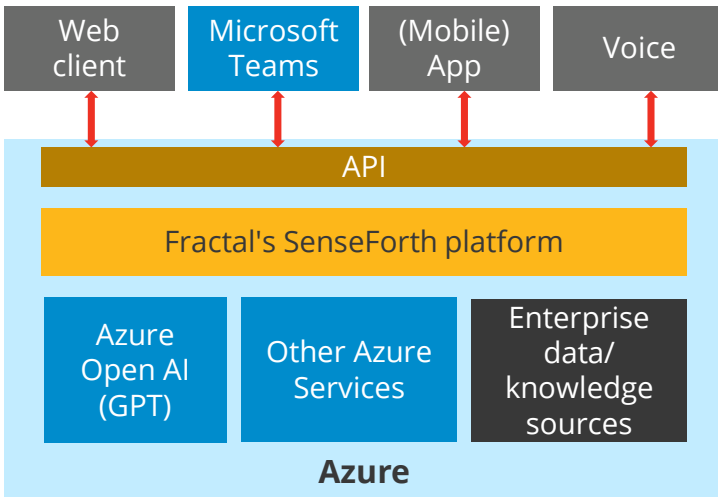 Web
client
Microsoft
Teams
(Mobile)
App
Voice
API
Fractal's SenseForth platform
Azure
Open AI
(GPT)
Other Azure
Services
Enterprise
data/
knowledge
sources
Azure